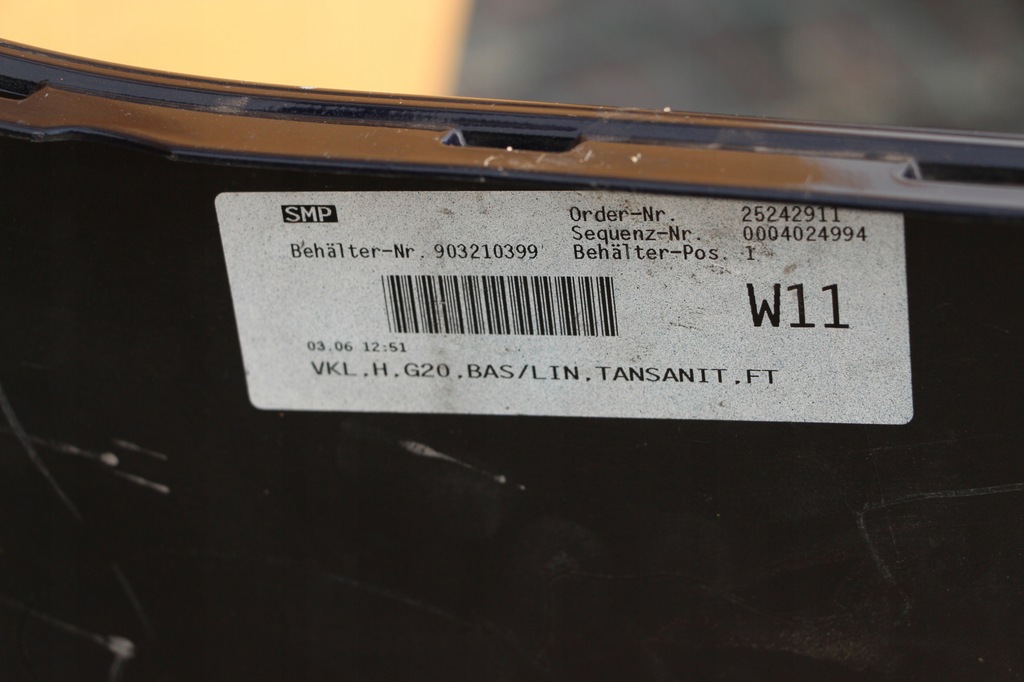 SMP
Order-Nr. 25242911
Sequenz-Nr. 0004024994
Behälter-Nr. 903210399
Behälter-Pos. 1
W11
03.06 12:51
VKL,H,G20,BAS/LIN,TANSANIT,FT